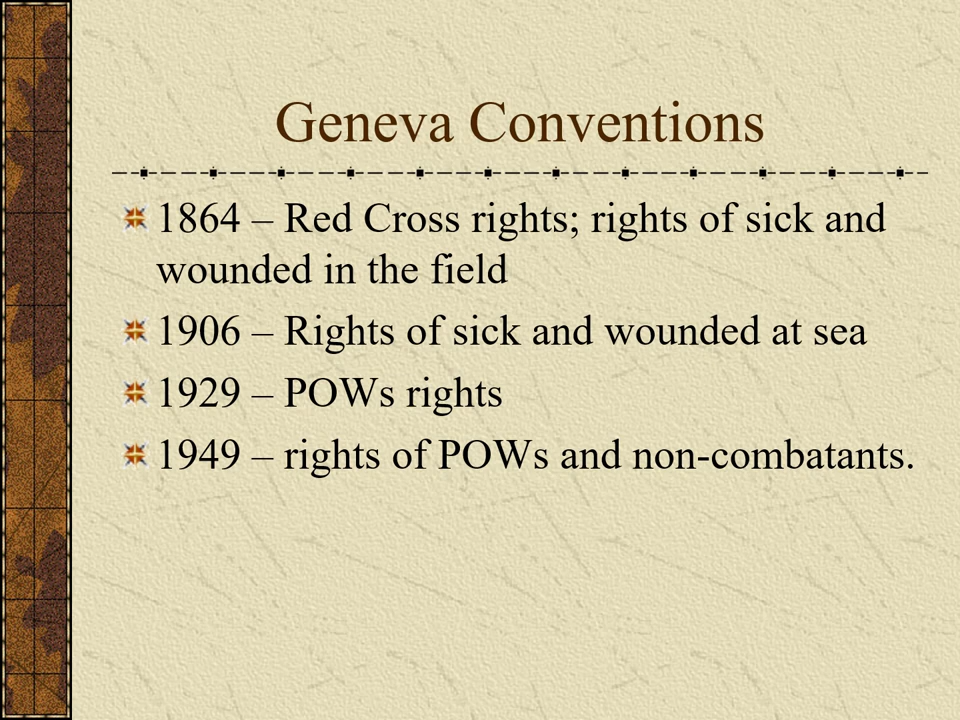 Geneva Conventions
1864 – Red Cross rights; rights of sick and
wounded in the field
1906 – Rights of sick and wounded at sea
1929 – POWs rights
1949 – rights of POWs and non-combatants.